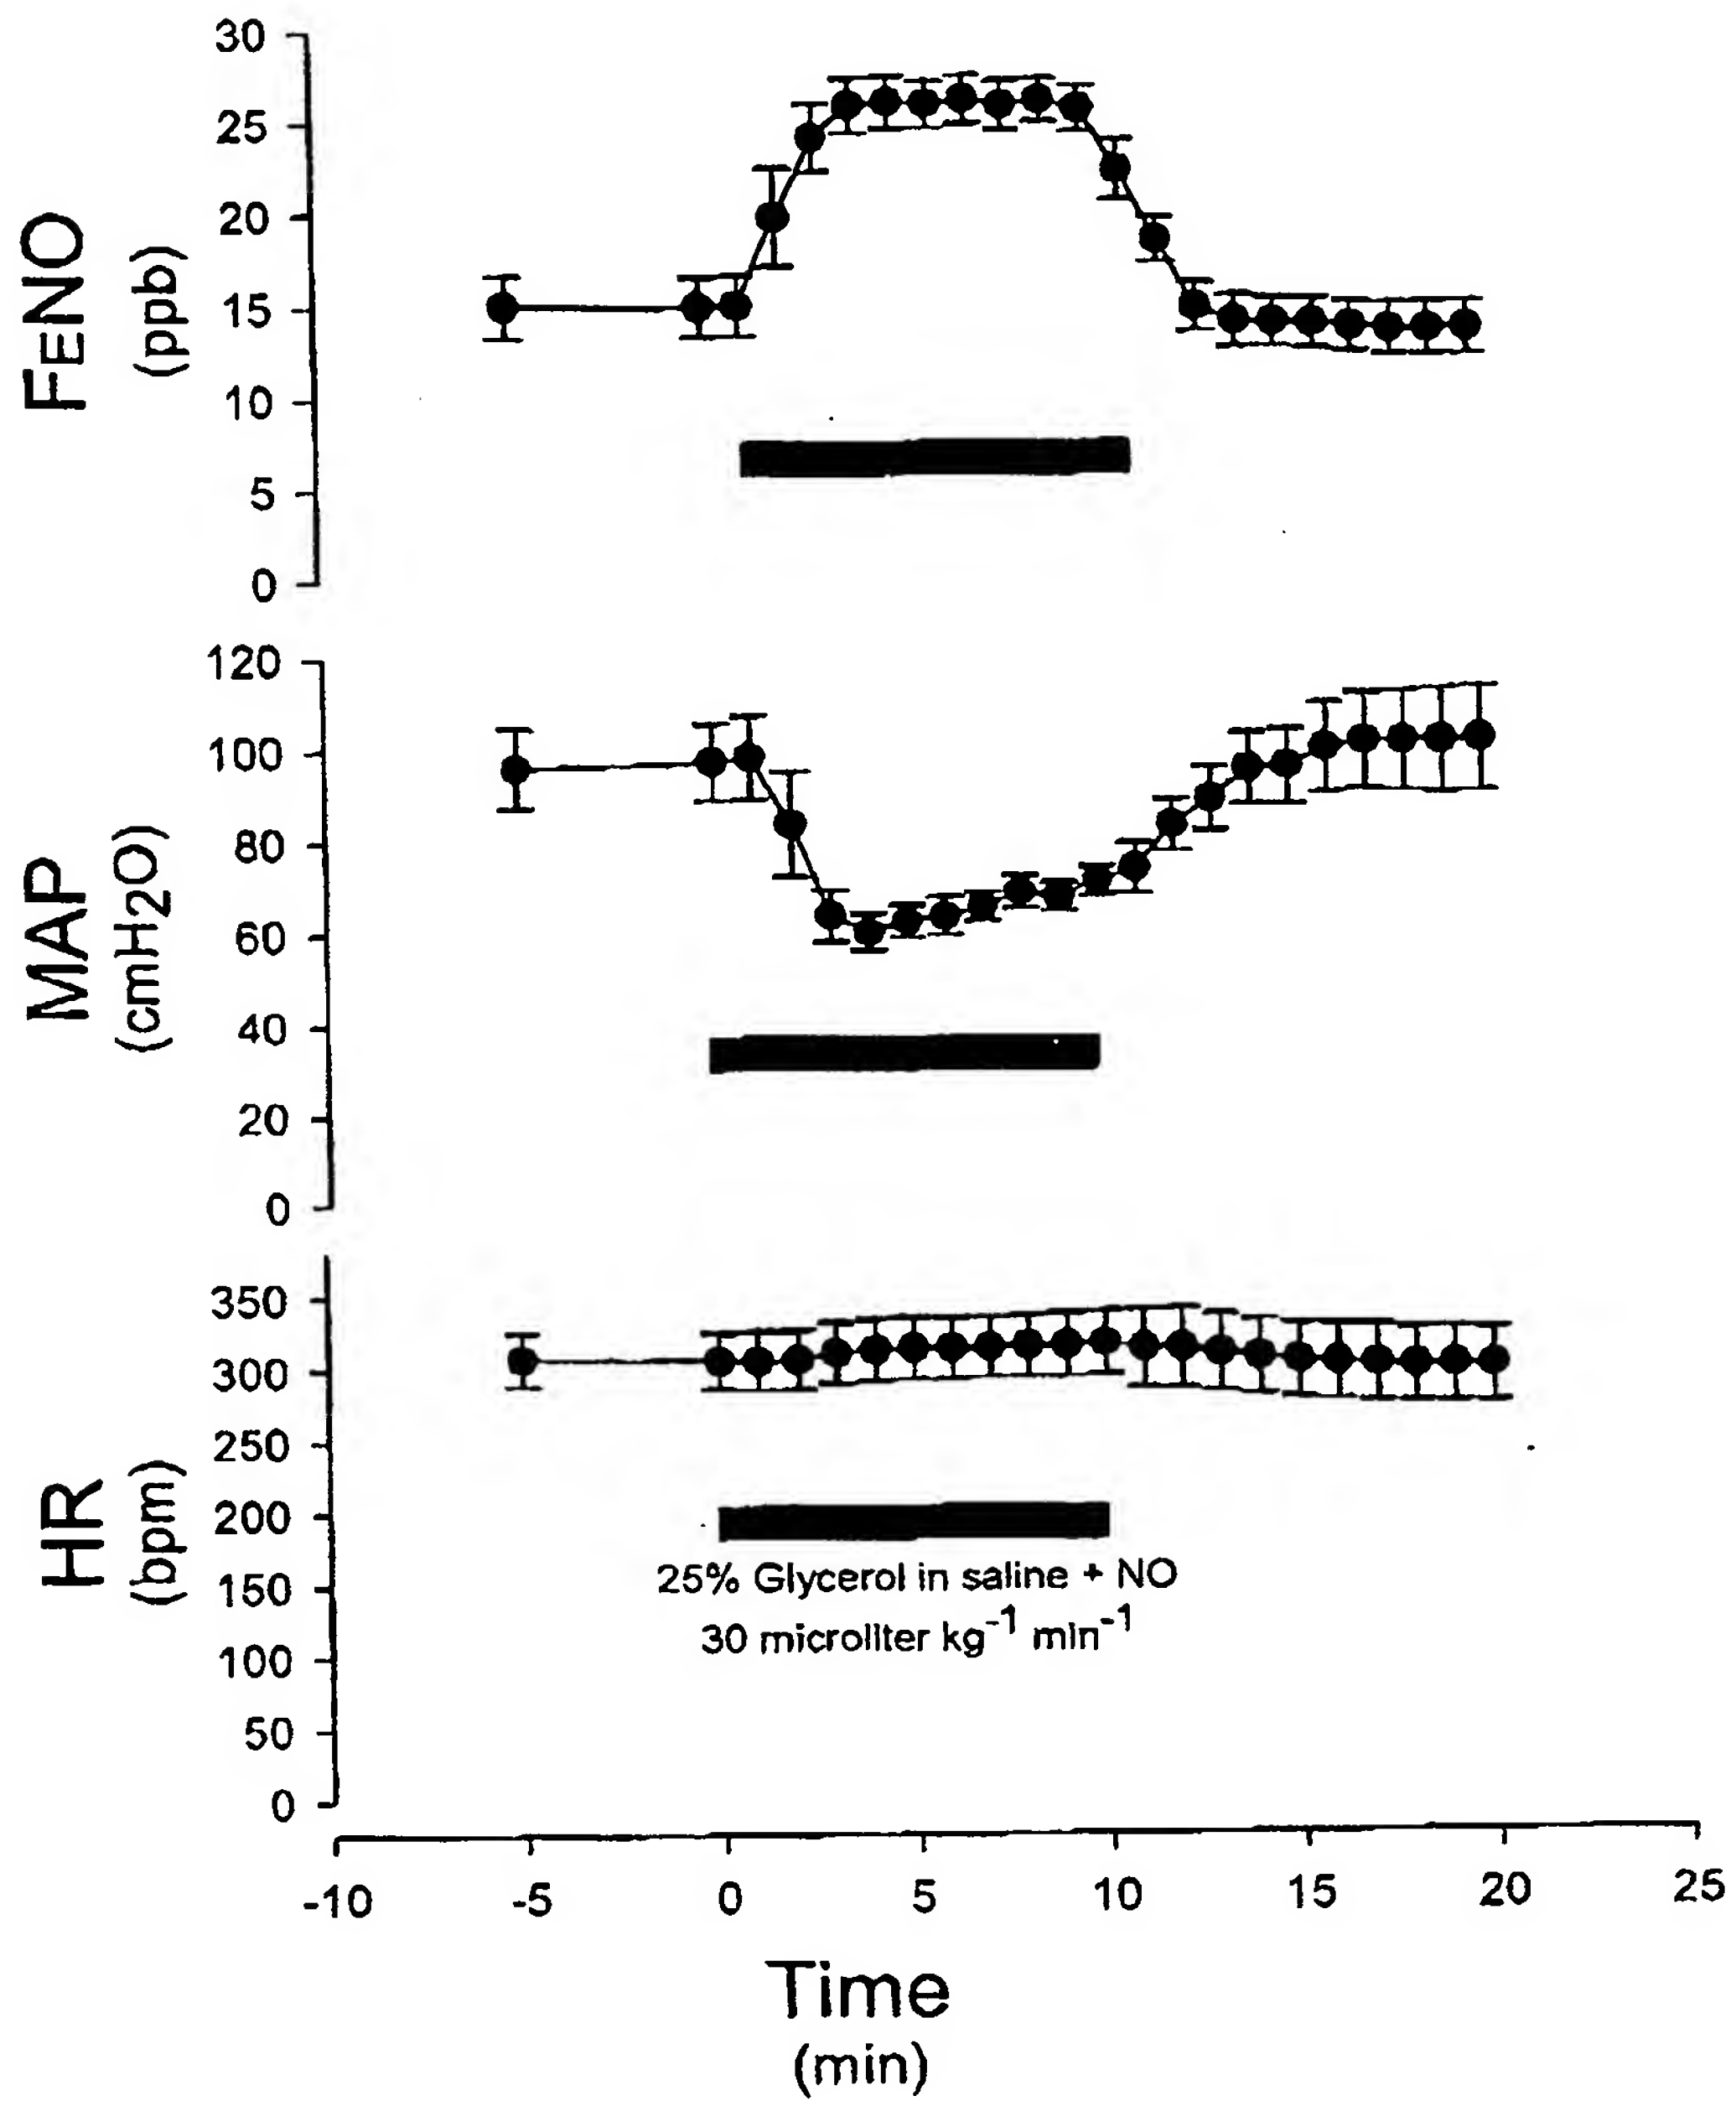 30
25
20
15
10
5
0
FENO
(ppb)
120
100
80
60
40
20
0
MAP
(cmH2O)
350
300
250
200
150
100
50
0
HR
(bpm)
25% Glycerol in saline + NO
30 microliter kg-1 min-1
-10 -5 0 5 10 15 20 25
Time
(min)